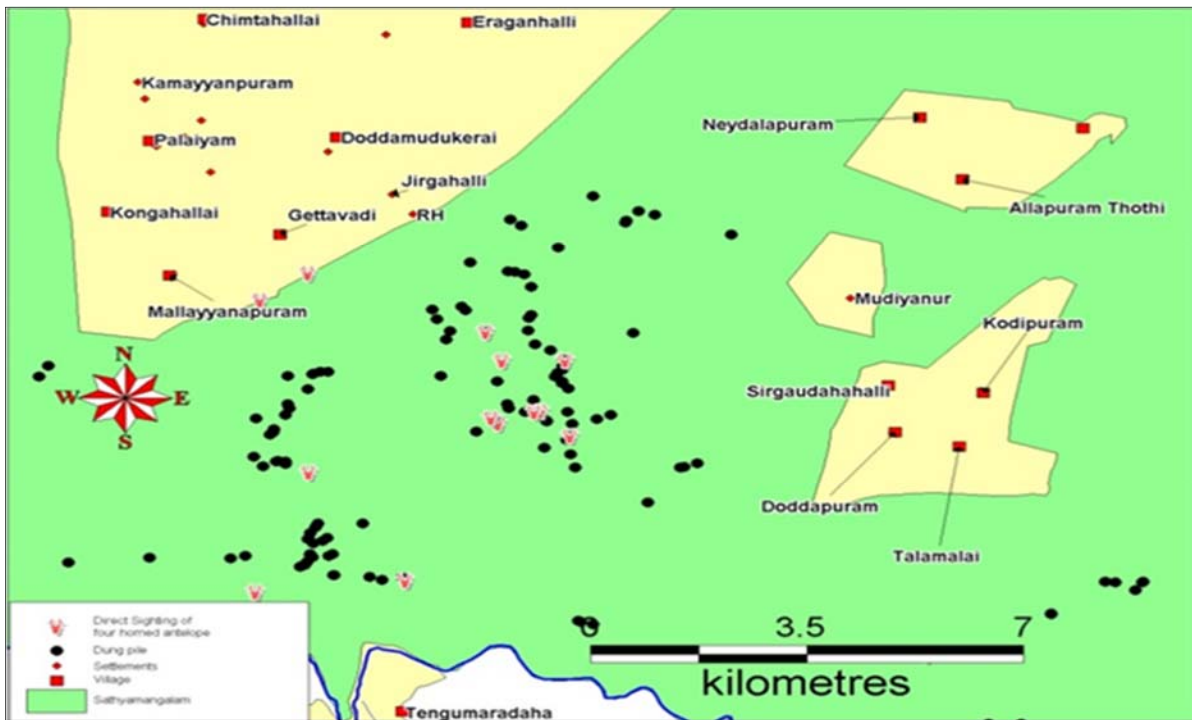 Chimtahallai
Eraganhalli
Kamayyanpuram
Neydalapuram
Palaiyam
Doddamudukerai
Jirgahalli
Kongahallai
Gettavadi
RH
Allapuram Thothi
Mallayyanapuram
Mudiyanur
Kodipuram
N
W E
S
Sirgaudahahalli
Doddapuram
Talamalai
Direct Sighting of
four horned antelope
Dung pile
Settlements
Village
Sathyamangalam
0 3.5 7
kilometres
Tengumaradaha